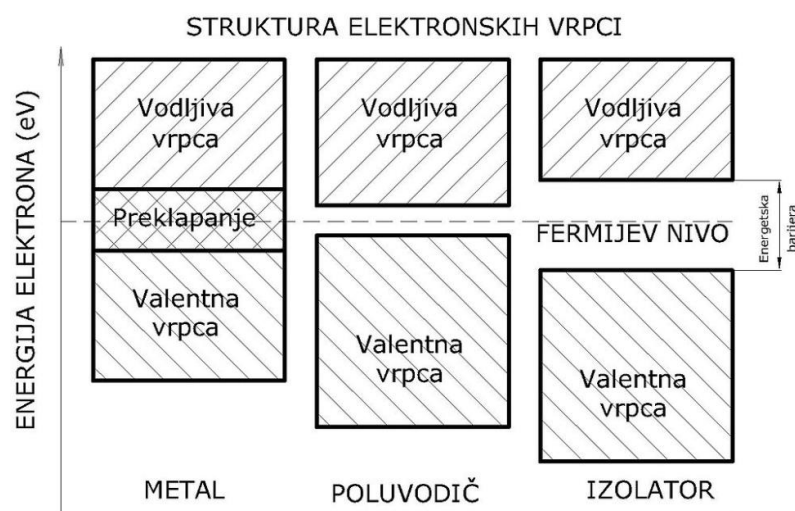 STRUKTURA ELEKTRONSKIH VRPCI
ENERGIJA ELEKTRONA (eV)
Vodljiva
vrpca
Preklapanje
Valentna
vrpca
METAL
Vodljiva
vrpca
Valentna
vrpca
POLUVODIČ
Vodljiva
vrpca
FERMIJEV NIVO
Energetska
barijera
Valentna
vrpca
IZOLATOR